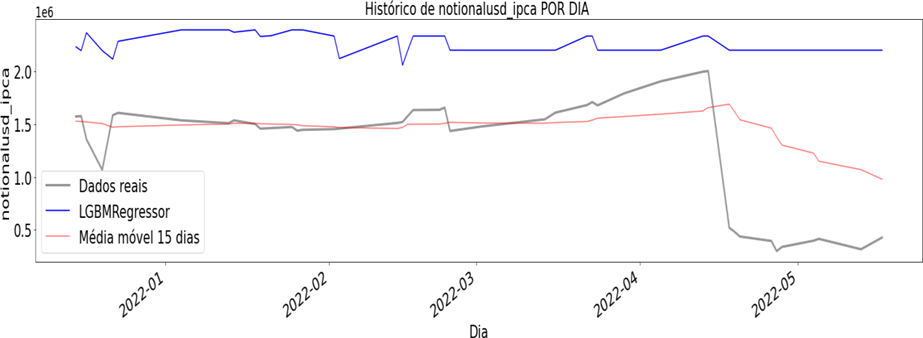 Histórico de notionalusd_ipca POR DIA
1e6
notionalusd_ipca
2.0
1.5
1.0
0.5
Dados reais
LGBMRegressor
Média móvel 15 dias
2022-01
2022-02
2022-03
2022-04
2022-05
Dia